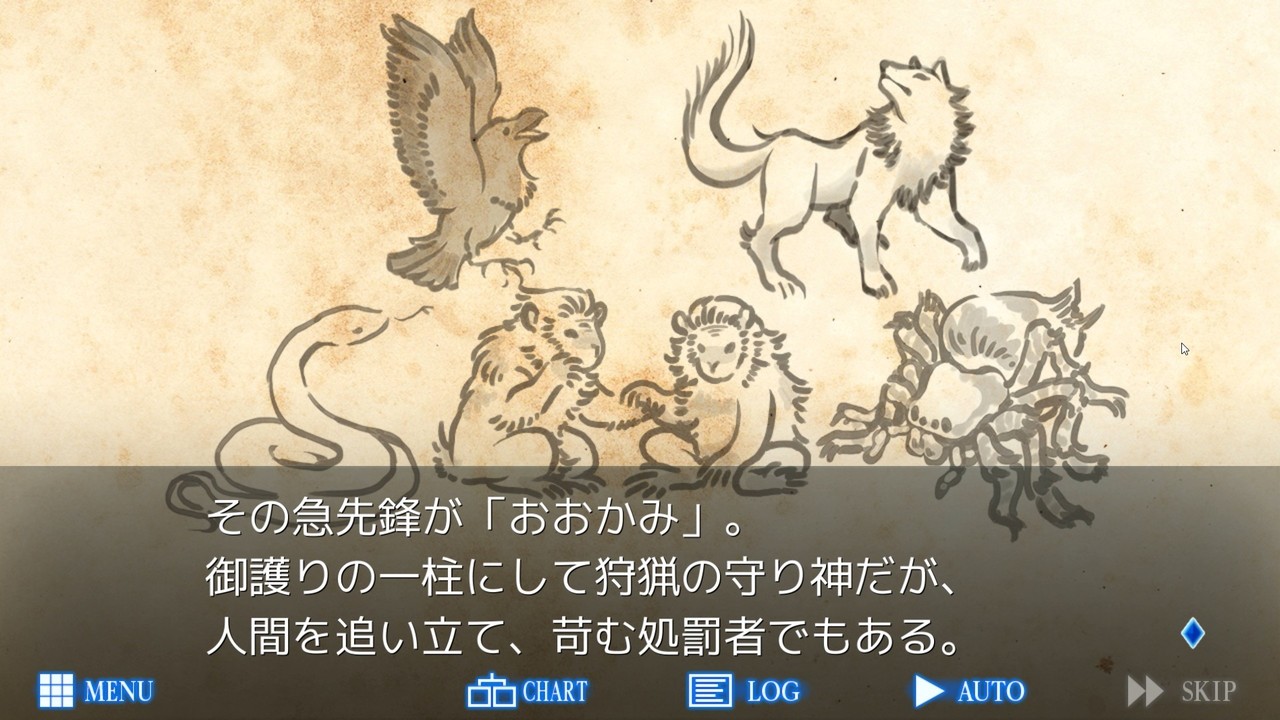 その急先鋒が「おおかみ」。
御護りの一柱にして狩猟の守り神だが、
人間を追い立て、苛む処罰者でもある。
MENU CHART LOG AUTO SKIP